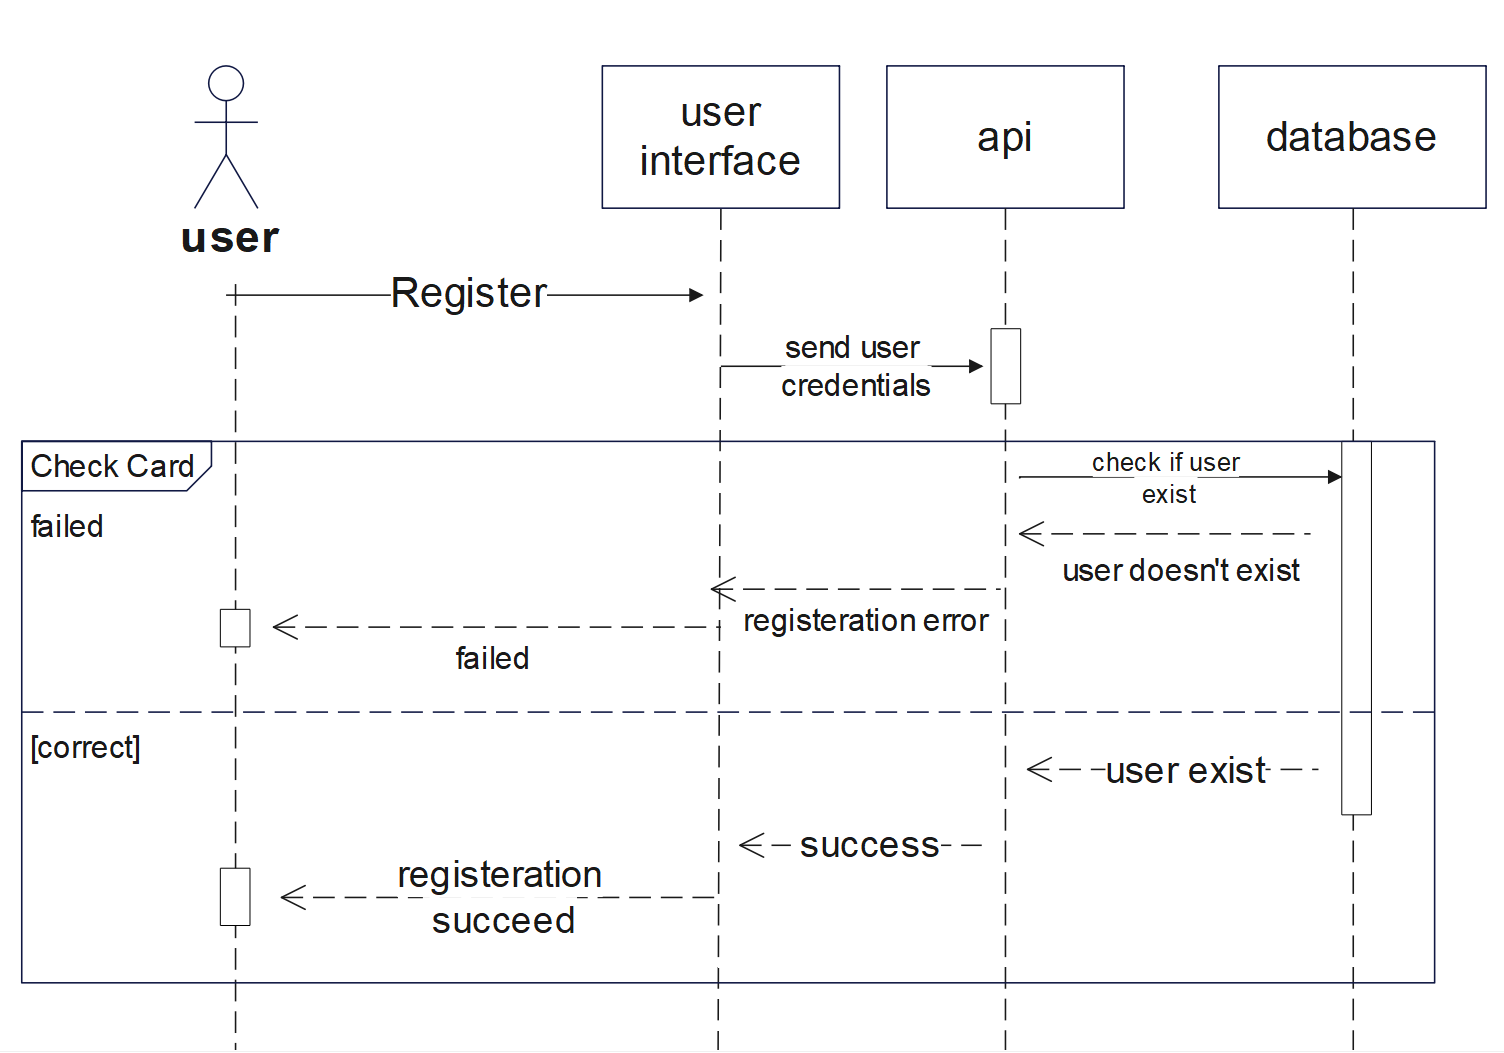 user
interface
api
database
user
Register
send user
credentials
Check Card
check if user
exist
failed
user doesn't exist
registeration error
failed
[correct]
user exist
success
registeration
succeed